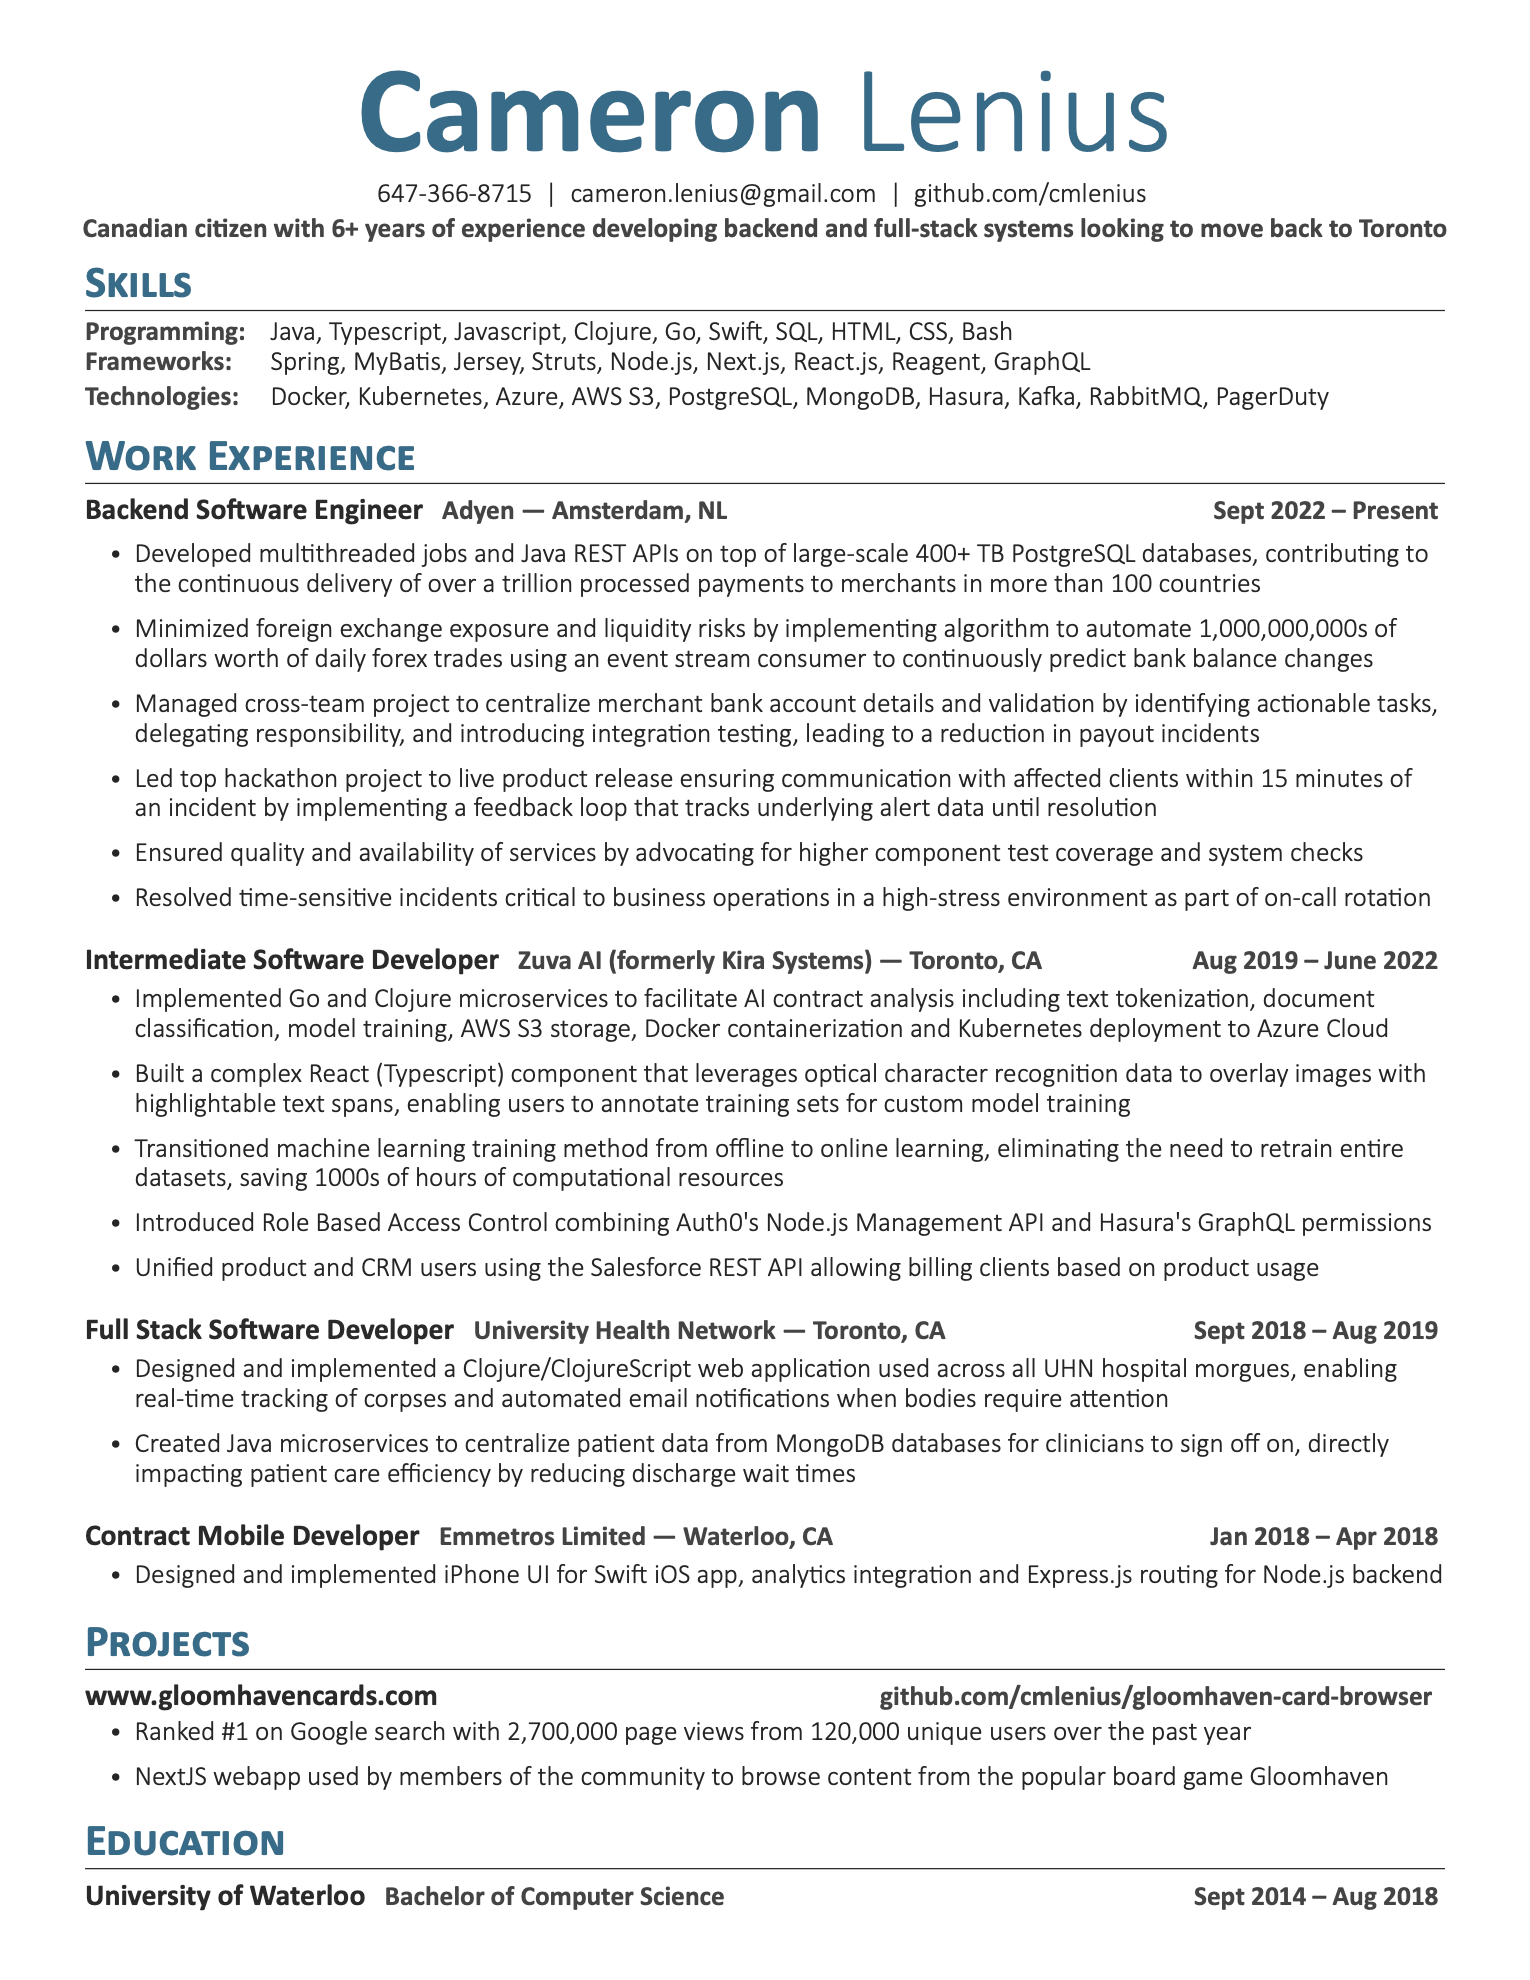 Cameron Lenius
647-366-8715 | cameron.lenius@gmail.com | github.com/cmlenius
Canadian citizen with 6+ years of experience developing backend and full-stack systems looking to move back to Toronto
Skills
Programming: Java, Typescript, Javascript, Clojure, Go, Swift, SQL, HTML, CSS, Bash
Frameworks: Spring, MyBatis, Jersey, Struts, Node.js, Next.js, React.js, Reagent, GraphQL
Technologies: Docker, Kubernetes, Azure, AWS S3, PostgreSQL, MongoDB, Hasura, Kafka, RabbitMQ, PagerDuty
Work Experience
Backend Software Engineer Adyen — Amsterdam, NL Sept 2022 – Present
• Developed multithreaded jobs and Java REST APIs on top of large-scale 400+ TB PostgreSQL databases, contributing to
the continuous delivery of over a trillion processed payments to merchants in more than 100 countries
• Minimized foreign exchange exposure and liquidity risks by implementing algorithm to automate 1,000,000,000s of
dollars worth of daily forex trades using an event stream consumer to continuously predict bank balance changes
• Managed cross-team project to centralize merchant bank account details and validation by identifying actionable tasks,
delegating responsibility, and introducing integration testing, leading to a reduction in payout incidents
• Led top hackathon project to live product release ensuring communication with affected clients within 15 minutes of
an incident by implementing a feedback loop that tracks underlying alert data until resolution
• Ensured quality and availability of services by advocating for higher component test coverage and system checks
• Resolved time-sensitive incidents critical to business operations in a high-stress environment as part of on-call rotation
Intermediate Software Developer Zuva AI (formerly Kira Systems) — Toronto, CA Aug 2019 – June 2022
• Implemented Go and Clojure microservices to facilitate AI contract analysis including text tokenization, document
classification, model training, AWS S3 storage, Docker containerization and Kubernetes deployment to Azure Cloud
• Built a complex React (Typescript) component that leverages optical character recognition data to overlay images with
highlightable text spans, enabling users to annotate training sets for custom model training
• Transitioned machine learning training method from offline to online learning, eliminating the need to retrain entire
datasets, saving 1000s of hours of computational resources
• Introduced Role Based Access Control combining Auth0's Node.js Management API and Hasura's GraphQL permissions
• Unified product and CRM users using the Salesforce REST API allowing billing clients based on product usage
Full Stack Software Developer University Health Network — Toronto, CA Sept 2018 – Aug 2019
• Designed and implemented a Clojure/ClojureScript web application used across all UHN hospital morgues, enabling
real-time tracking of corpses and automated email notifications when bodies require attention
• Created Java microservices to centralize patient data from MongoDB databases for clinicians to sign off on, directly
impacting patient care efficiency by reducing discharge wait times
Contract Mobile Developer Emmetros Limited — Waterloo, CA Jan 2018 – Apr 2018
• Designed and implemented iPhone UI for Swift iOS app, analytics integration and Express.js routing for Node.js backend
Projects
www.gloomhavencards.com github.com/cmlenius/gloomhaven-card-browser
• Ranked #1 on Google search with 2,700,000 page views from 120,000 unique users over the past year
• NextJS webapp used by members of the community to browse content from the popular board game Gloomhaven
Education
University of Waterloo Bachelor of Computer Science Sept 2014 – Aug 2018